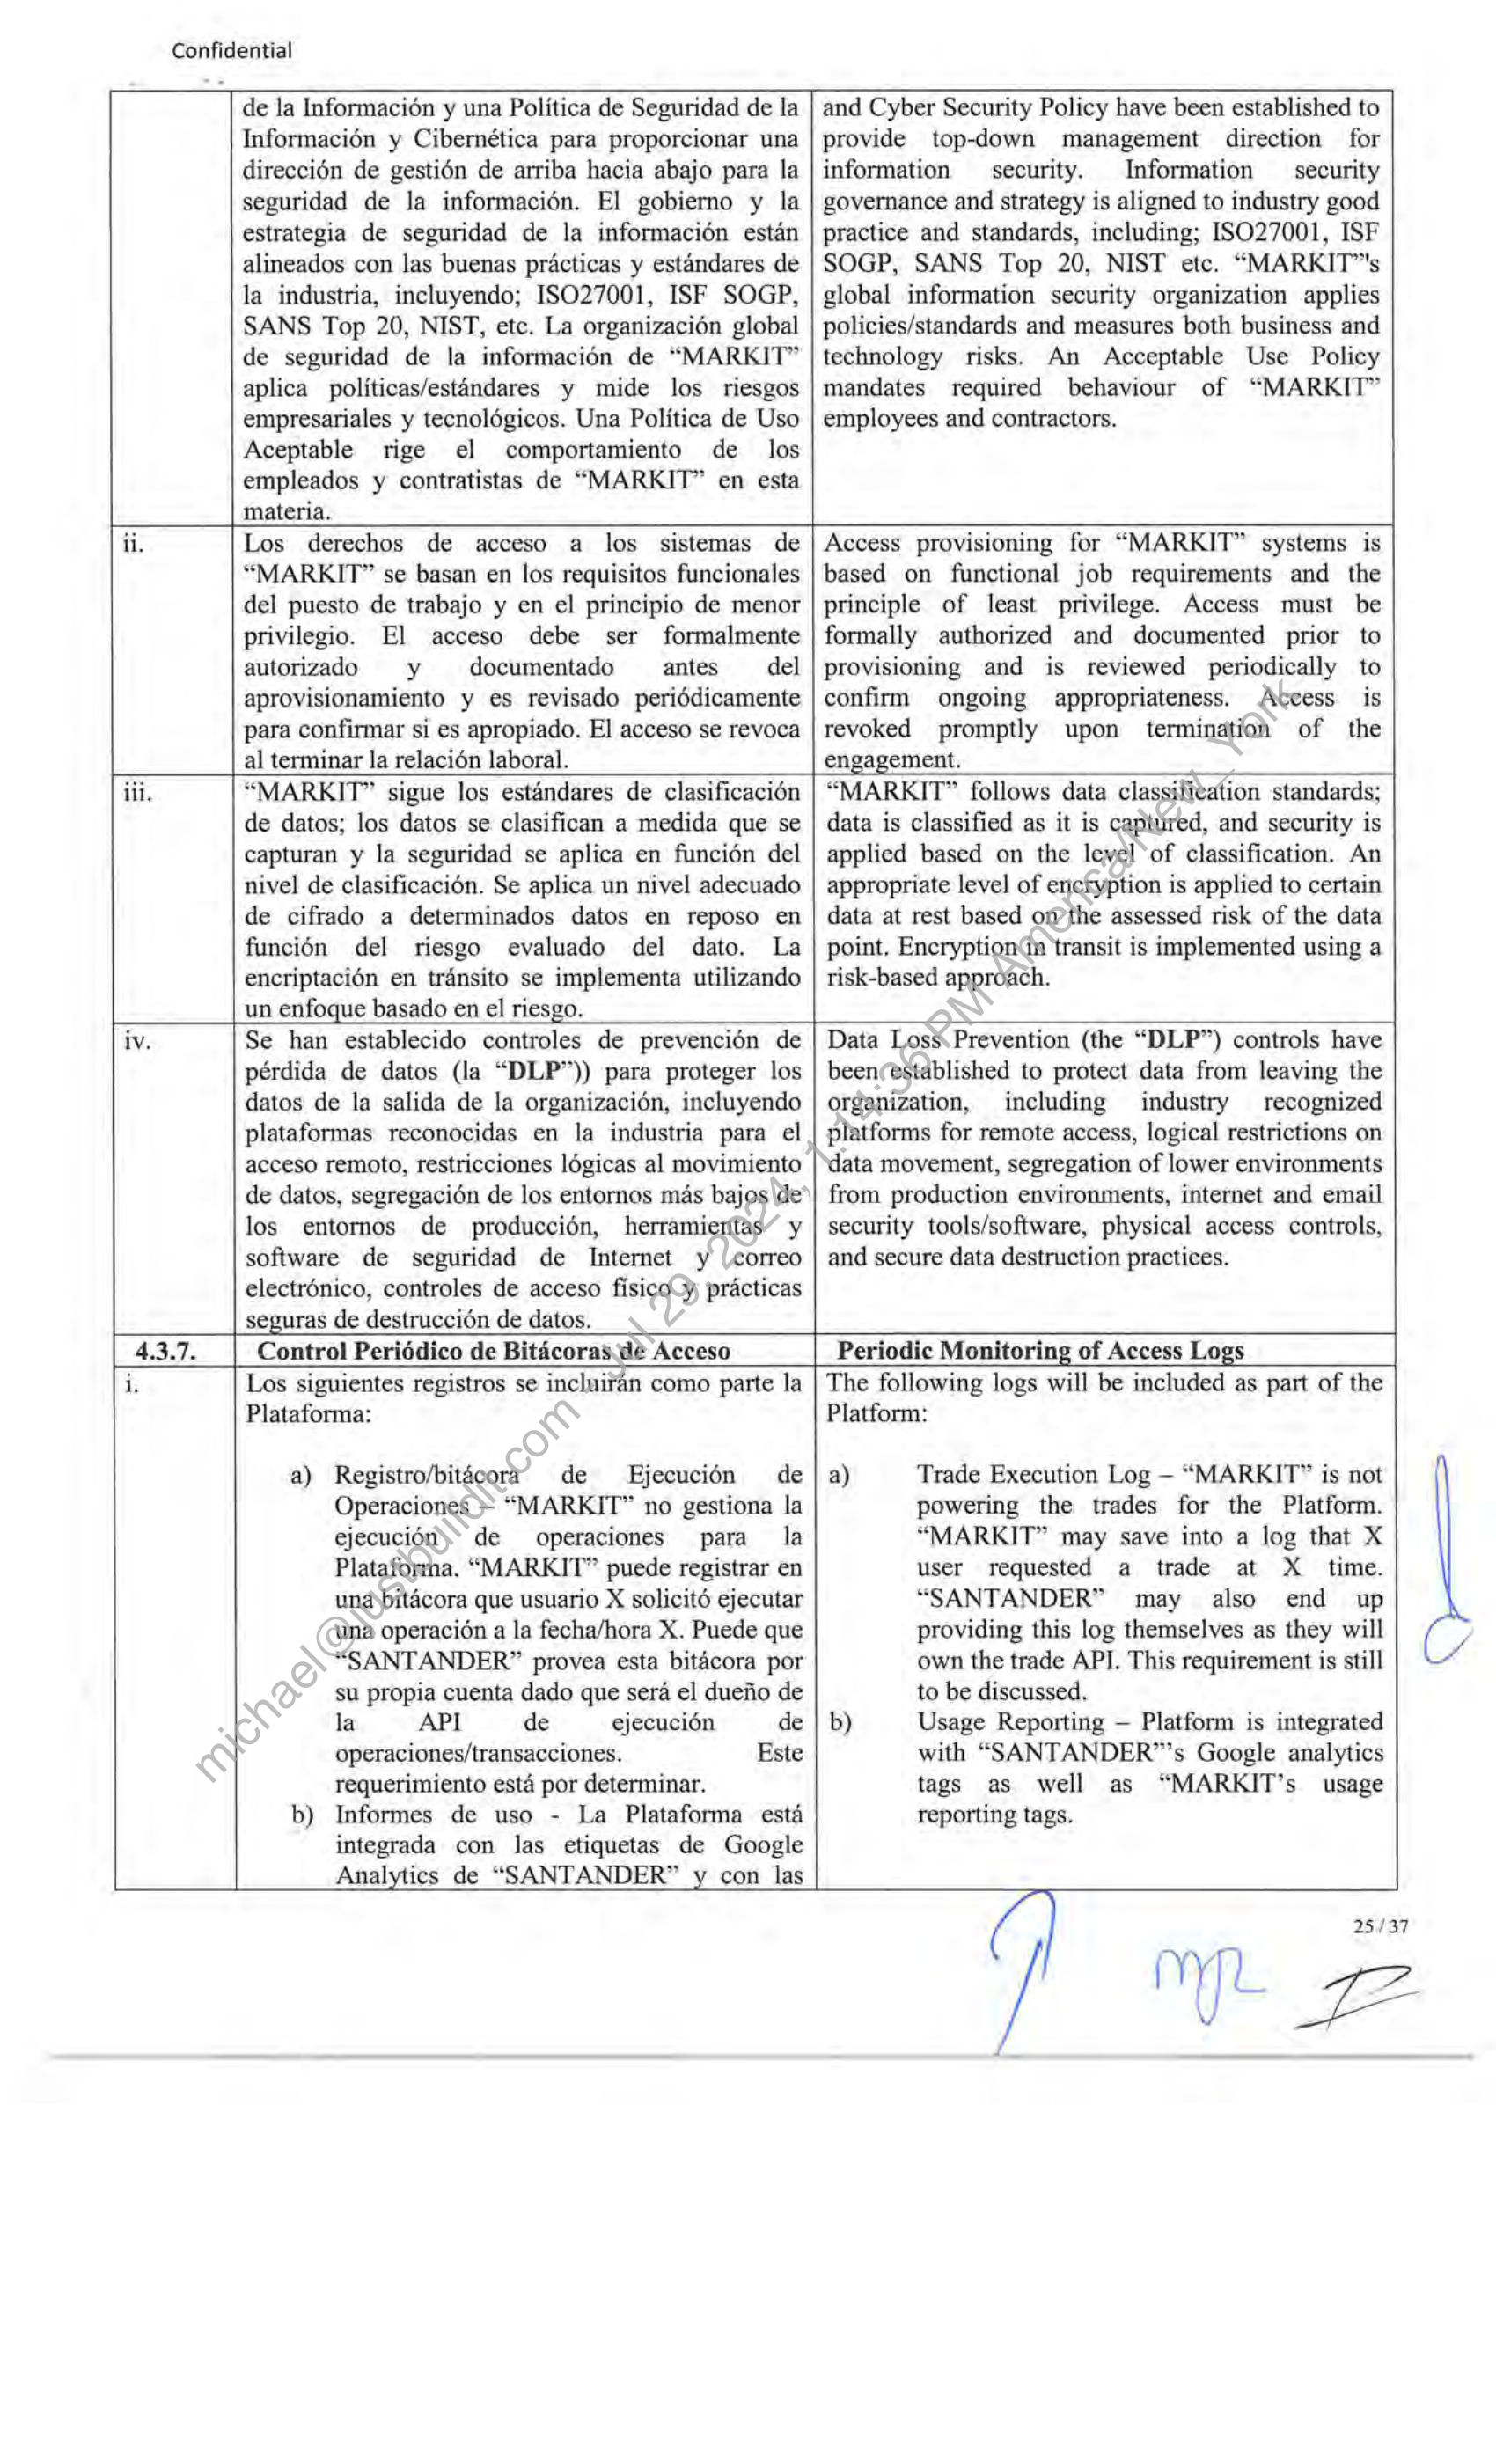 Confidential
de la Información y una Política de Seguridad de la
Información y Cibernética para proporcionar una
dirección de gestión de arriba hacia abajo para la
seguridad de la información. El gobierno y la
estrategia de seguridad de la información están
alineados con las buenas prácticas y estándares de
la industria, incluyendo; ISO27001, ISF SOGP,
SANS Top 20, NIST, etc. La organización global
de seguridad de la información de “MARKIT”
aplica políticas/estándares y mide los riesgos
empresariales y tecnológicos. Una Política de Uso
Aceptable rige el comportamiento de los
empleados y contratistas de “MARKIT” en esta
materia.
and Cyber Security Policy have been established to
provide top-down management direction for
information security. Information security
governance and strategy is aligned to industry good
practice and standards, including; ISO27001, ISF
SOGP, SANS Top 20, NIST etc. “MARKIT”'s
global information security organization applies
policies/standards and measures both business and
technology risks. An Acceptable Use Policy
mandates required behaviour of “MARKIT”
employees and contractors.
ii.
Los derechos de acceso a los sistemas de
“MARKIT” se basan en los requisitos funcionales
del puesto de trabajo y en el principio de menor
privilegio. El acceso debe ser formalmente
autorizado y documentado antes del
aprovisionamiento y es revisado periódicamente
para confirmar si es apropiado. El acceso se revoca
al terminar la relación laboral.
Access provisioning for “MARKIT” systems is
based on functional job requirements and the
principle of least privilege. Access must be
formally authorized and documented prior to
provisioning and is reviewed periodically to
confirm ongoing appropriateness. Access is
revoked promptly upon termination of the
engagement.
iii.
“MARKIT” sigue los estándares de clasificación
de datos; los datos se clasifican a medida que se
capturan y la seguridad se aplica en función del
nivel de clasificación. Se aplica un nivel adecuado
de cifrado a determinados datos en reposo en
función del riesgo evaluado del dato. La
encriptación en tránsito se implementa utilizando
un enfoque basado en el riesgo.
“MARKIT” follows data classification standards;
data is classified as it is captured, and security is
applied based on the level of classification. An
appropriate level of encryption is applied to certain
data at rest based on the assessed risk of the data
point. Encryption in transit is implemented using a
risk-based approach.
iv.
Se han establecido controles de prevención de
pérdida de datos (la “DLP”)) para proteger los
datos de la salida de la organización, incluyendo
plataformas reconocidas en la industria para el
acceso remoto, restricciones lógicas al movimiento
de datos, segregación de los entornos más bajos de
los entornos de producción, herramientas y
software de seguridad de Internet y correo
electrónico, controles de acceso físico y prácticas
seguras de destrucción de datos.
Data Loss Prevention (the “DLP”) controls have
been established to protect data from leaving the
organization, including industry recognized
platforms for remote access, logical restrictions on
data movement, segregation of lower environments
from production environments, internet and email
security tools/software, physical access controls,
and secure data destruction practices.
4.3.7.
Control Periódico de Bitácoras de Acceso
Periodic Monitoring of Access Logs
i.
Los siguientes registros se incluirán como parte la
Plataforma:
a) Registro/bitácora de Ejecución de
Operaciones – “MARKIT” no gestiona la
ejecución de operaciones para la
Plataforma. “MARKIT” puede registrar en
una bitácora que usuario X solicitó ejecutar
una operación a la fecha/hora X. Puede que
“SANTANDER” provea esta bitácora por
su propia cuenta dado que será el dueño de
la API de ejecución de
operaciones/transacciones. Este
requerimiento está por determinar.
b) Informes de uso - La Plataforma está
integrada con las etiquetas de Google
Analytics de “SANTANDER” y con las
The following logs will be included as part of the
Platform:
a) Trade Execution Log – “MARKIT” is not
powering the trades for the Platform.
“MARKIT” may save into a log that X
user requested a trade at X time.
“SANTANDER” may also end up
providing this log themselves as they will
own the trade API. This requirement is still
to be discussed.
b) Usage Reporting – Platform is integrated
with “SANTANDER”'s Google analytics
tags as well as “MARKIT's usage
reporting tags.
25 / 37
michael@justbuildit.com Jul 29, 2024, 1:14:36 PM America/New_York